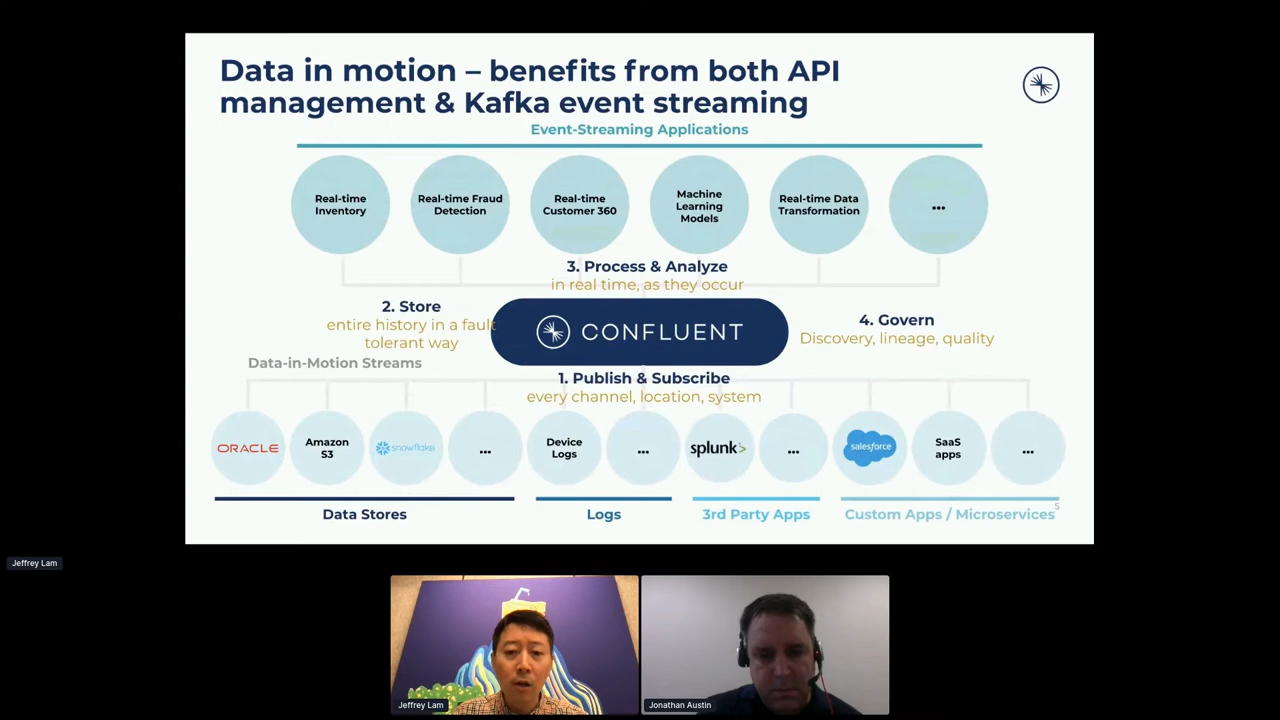 Data in motion – benefits from both API
management & Kafka event streaming
Event-Streaming Applications
Real-time
Inventory
Real-time Fraud
Detection
Real-time
Customer 360
Machine
Learning
Models
Real-time Data
Transformation
...
3. Process & Analyze
in real time, as they occur
2. Store
entire history in a fault
tolerant way
CONFLUENT
4. Govern
Discovery, lineage, quality
Data-in-Motion Streams
1. Publish & Subscribe
every channel, location, system
ORACLE
Amazon
S3
snowflake
...
Device
Logs
...
splunk>
...
salesforce
SaaS
apps
...
Data Stores
Logs
3rd Party Apps
Custom Apps / Microservices
5
Jeffrey Lam
Jeffrey Lam
Jonathan Austin